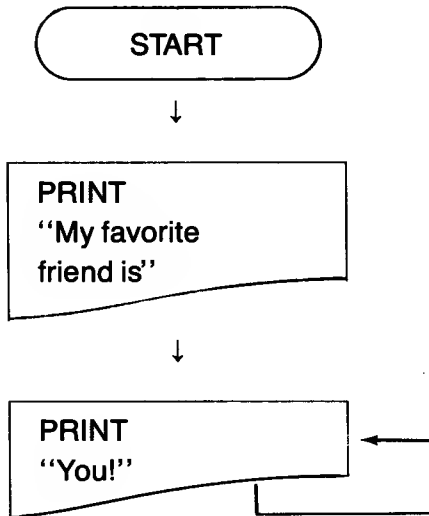 START
PRINT
‘‘My favorite
friend is’’
PRINT
‘‘You!’’